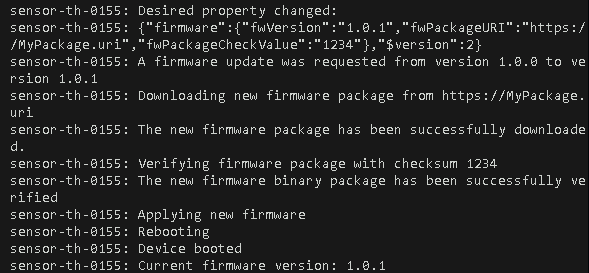 sensor-th-0155: Desired property changed:
sensor-th-0155: {"firmware":{"fwVersion":"1.0.1","fwPackageURI":"https:/
/MyPackage.uri","fwPackageCheckValue":"1234"},"$version":2}
sensor-th-0155: A firmware update was requested from version 1.0.0 to ve
rsion 1.0.1
sensor-th-0155: Downloading new firmware package from https://MyPackage.
uri
sensor-th-0155: The new firmware package has been successfully downloade
d.
sensor-th-0155: Verifying firmware package with checksum 1234
sensor-th-0155: The new firmware binary package has been successfully ve
rified
sensor-th-0155: Applying new firmware
sensor-th-0155: Rebooting
sensor-th-0155: Device booted
sensor-th-0155: Current firmware version: 1.0.1